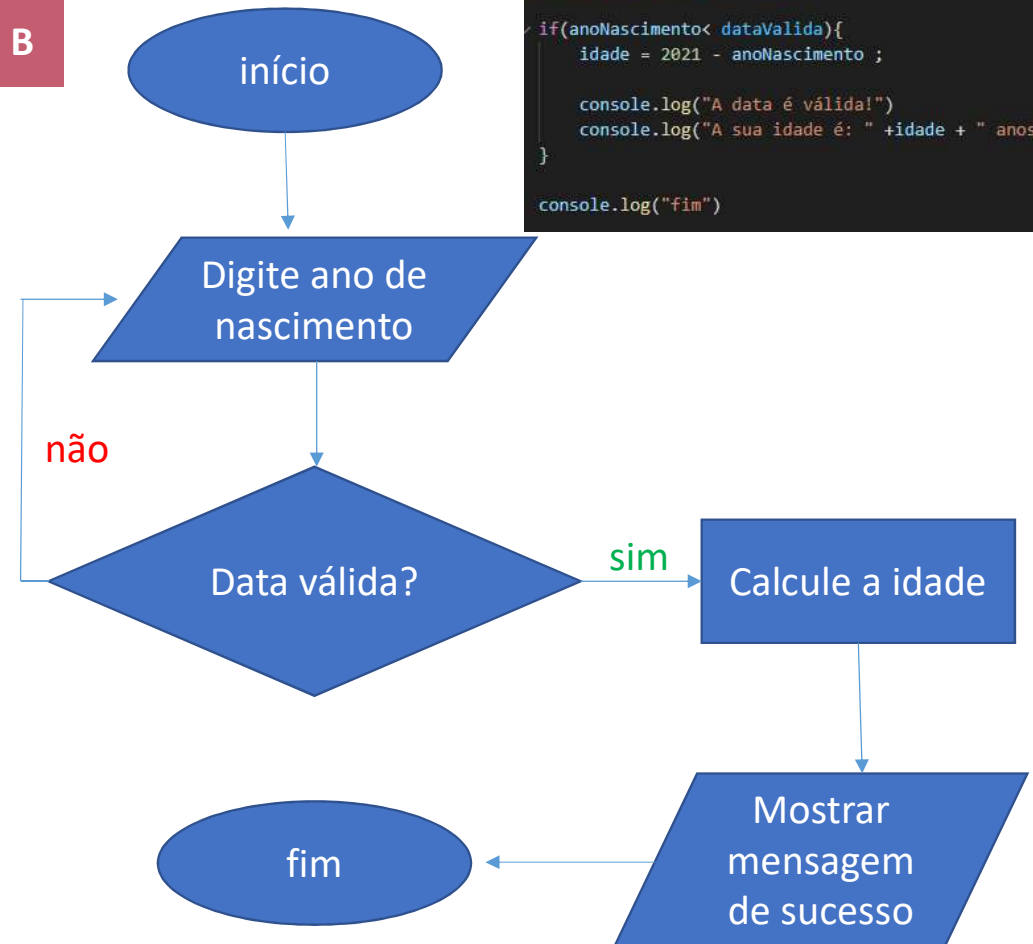 B
início
if(anoNascimento< dataValida){
idade = 2021 - anoNascimento ;
console.log("A data é válida!")
console.log("A sua idade é: " +idade + " anos
}
console.log("fim")
Digite ano de
nascimento
não
Data válida?
sim
Calcule a idade
Mostrar
mensagem
de sucesso
fim